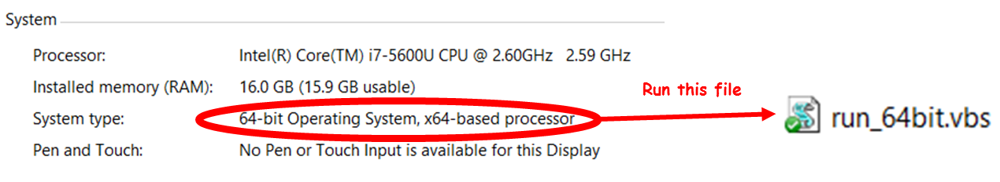 System
Processor: Intel(R) Core(TM) i7-5600U CPU @ 2.60GHz 2.59 GHz
Installed memory (RAM): 16.0 GB (15.9 GB usable)
Run this file
System type: 64-bit Operating System, x64-based processor
run_64bit.vbs
Pen and Touch: No Pen or Touch Input is available for this Display